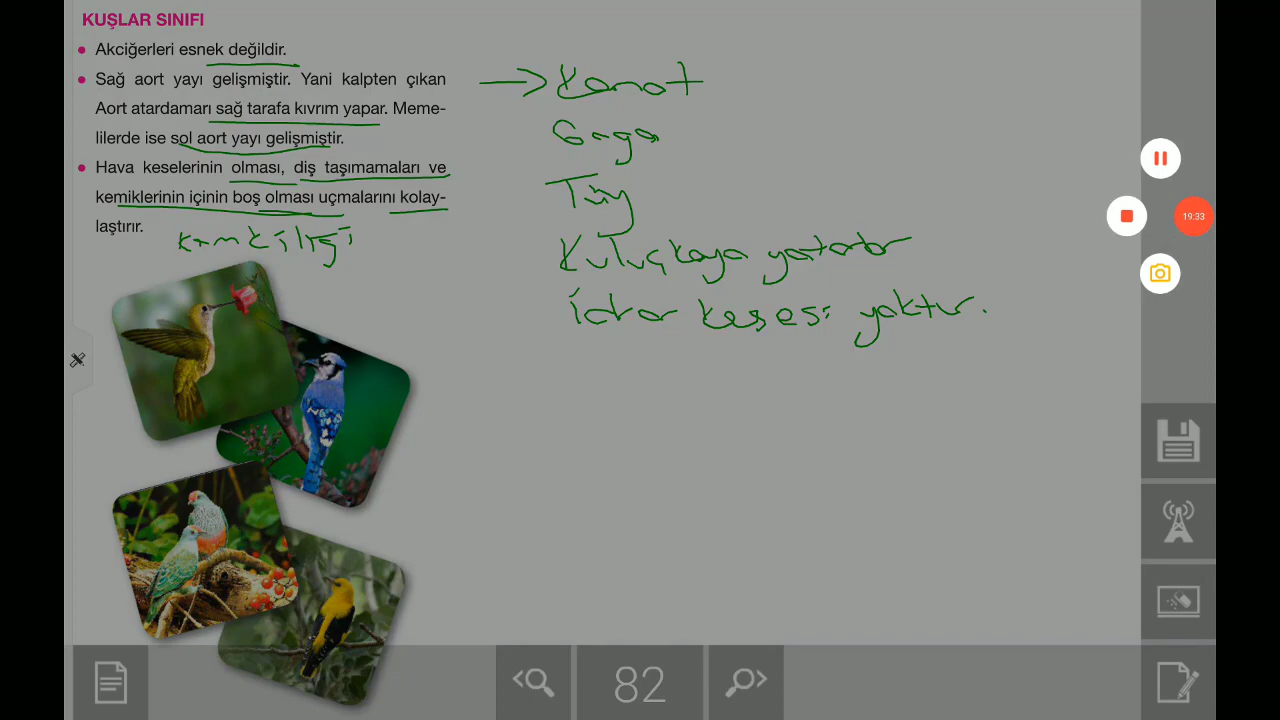 KUŞLAR SINIFI
● Akciğerleri esnek değildir.
● Sağ aort yayı gelişmiştir. Yani kalpten çıkan
Aort atardamarı sağ tarafa kıvrım yapar. Meme-
lilerde ise sol aort yayı gelişmiştir.
● Hava keselerinin olması, diş taşımamaları ve
kemiklerinin içinin boş olması uçmalarını kolay-
laştırır.
→ Kanat
Gaga
Tüy
Kuluçkaya yatarlar
İdrar kesesi yoktur.
19:33
82